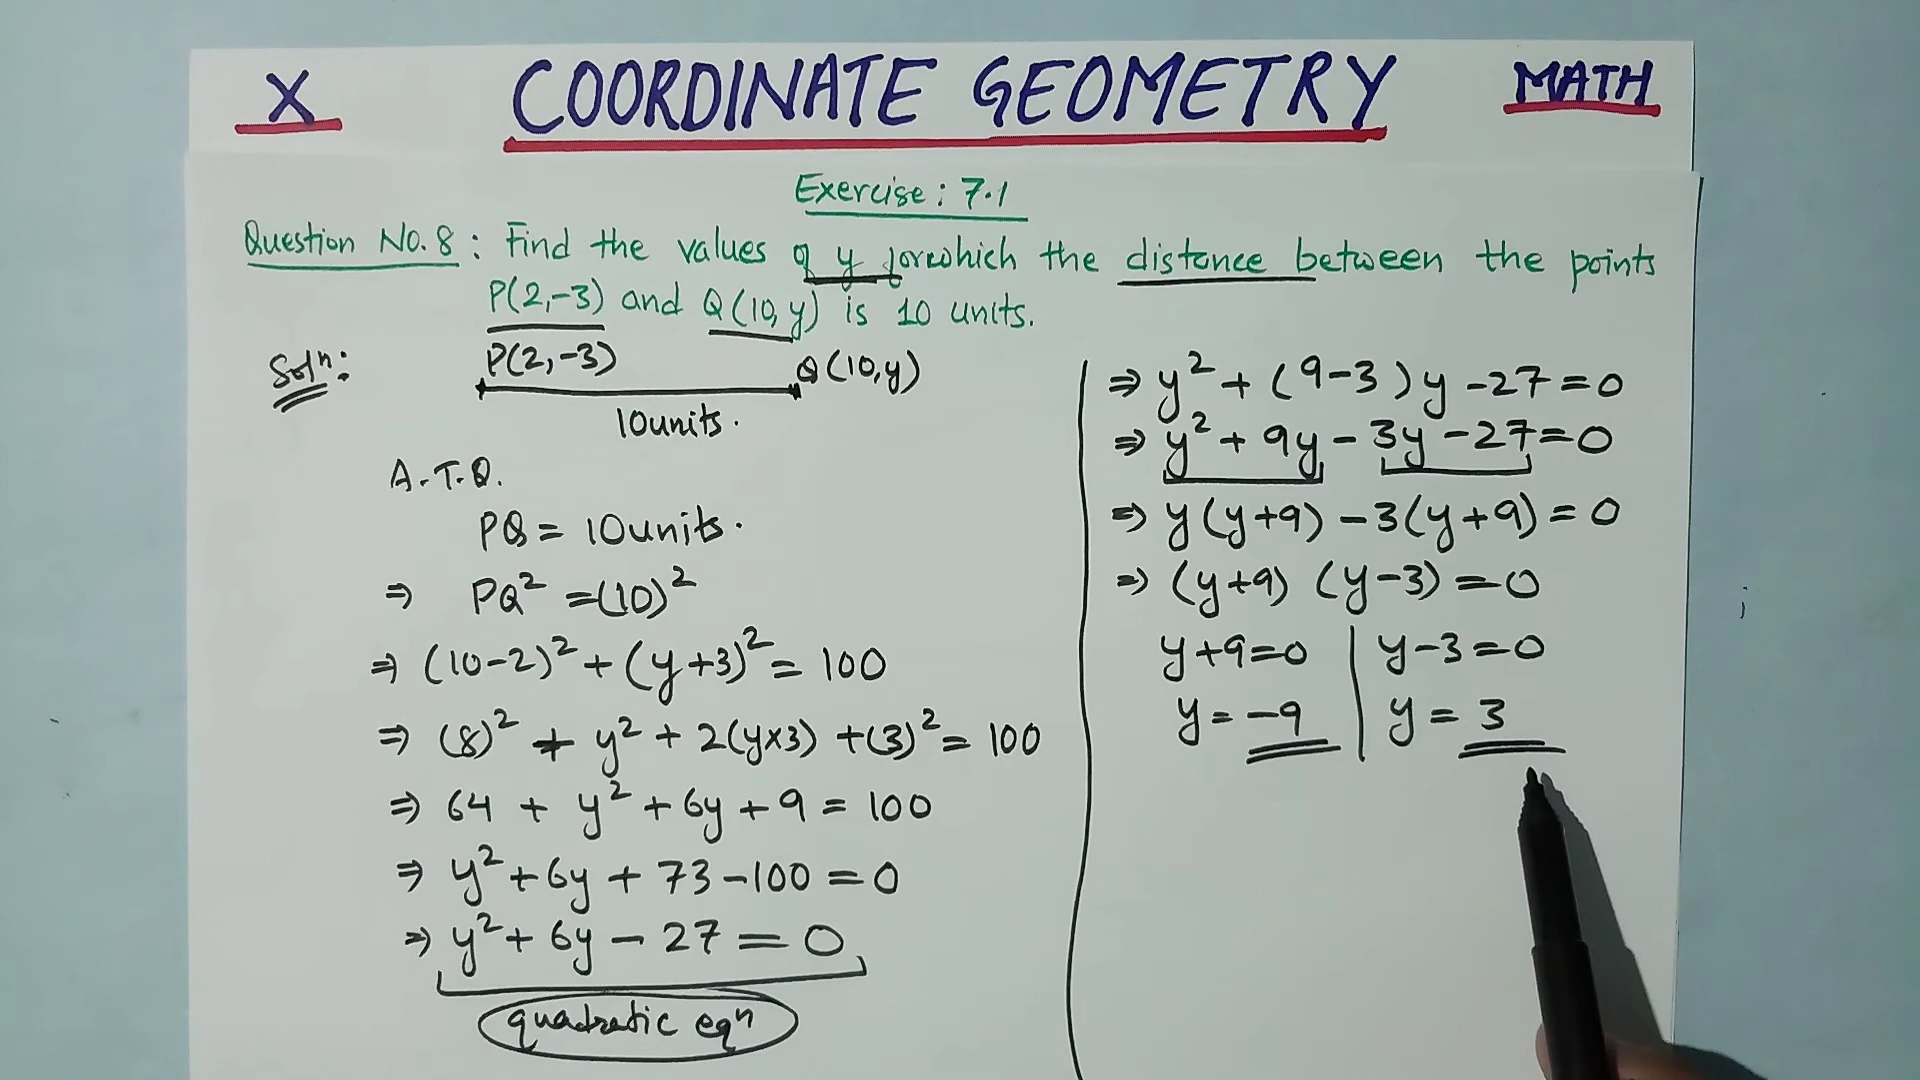 X COORDINATE GEOMETRY MATH
Exercise: 7.1
Question No.8: Find the values of y for which the distance between the points
P(2,-3) and Q(10,y) is 10 units.
Solⁿ:
P(2,-3) Q(10,y)
10units.
A.T.Q.
PQ = 10units.
⇒ PQ² = (10)²
⇒ (10-2)² + (y+3)² = 100
⇒ (8)² + y² + 2(y×3) + (3)² = 100
⇒ 64 + y² + 6y + 9 = 100
⇒ y² + 6y + 73 - 100 = 0
⇒ y² + 6y - 27 = 0
quadratic eqⁿ
⇒ y² + (9-3)y - 27 = 0
⇒ y² + 9y - 3y - 27 = 0
⇒ y(y+9) - 3(y+9) = 0
⇒ (y+9) (y-3) = 0
y+9=0 | y-3=0
y = -9 | y = 3